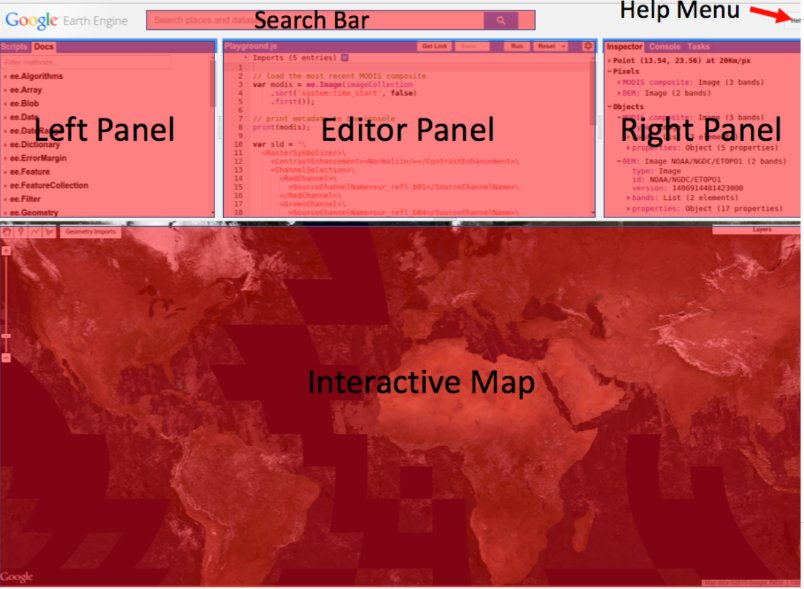 Google Earth Engine
Search places and datas
Search Bar
Help Menu
Scripts Docs
Filter methods...
ee.Algorithms
ee.Array
ee.Blob
ee.Date
ee.DateRange
ee.Dictionary
ee.ErrorMargin
ee.Feature
ee.FeatureCollection
ee.Filter
ee.Geometry
Left Panel
Playground.js
Get Link Save Run Reset
Imports (5 entries)
1
2 // load the most recent MODIS composite
3 var modis = ee.Image(imageCollection
4 .sort('system:time_start', false)
5 .first());
6
7 // print metadata to the console
8 print(modis);
9
10 var sld = "\
11 <RasterSymbolizer>\
12 <ContrastEnhancement><Normalize/></ContrastEnhancement>\
13 <ChannelSelection>\
14 <RedChannel>\
15 <SourceChannelName>sur_refl_b01</SourceChannelName>\
16 </RedChannel>\
17 <GreenChannel>\
18 <SourceChannelName>sur_refl_b04</SourceChannelName>\
Editor Panel
Inspector Console Tasks
Point (13.54, 23.56) at 20Km/px
Pixels
MODIS composite: Image (3 bands)
DEM: Image (2 bands)
Objects
MODIS composite: Image (3 bands)
properties: Object (5 properties)
DEM: Image NOAA/NGDC/ETOPO1 (2 bands)
type: Image
id: NOAA/NGDC/ETOPO1
version: 1406914481423000
bands: List (2 elements)
properties: Object (17 properties)
Right Panel
Geometry Imports
Layers
Interactive Map
Google